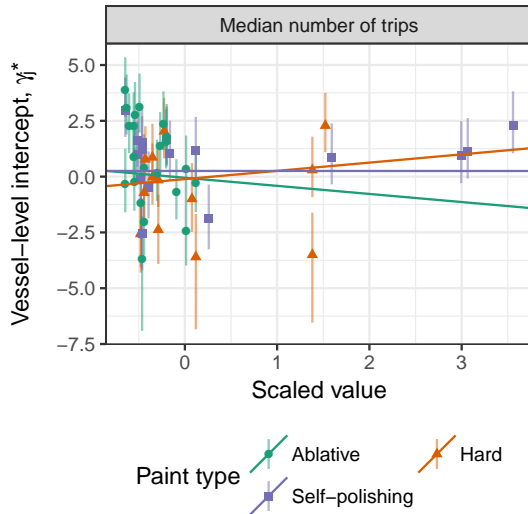 Median number of trips
Vessel−level intercept, γj*
5.0
2.5
0.0
−2.5
−5.0
−7.5
0
1
2
3
Scaled value
Paint type
Ablative
Hard
Self−polishing